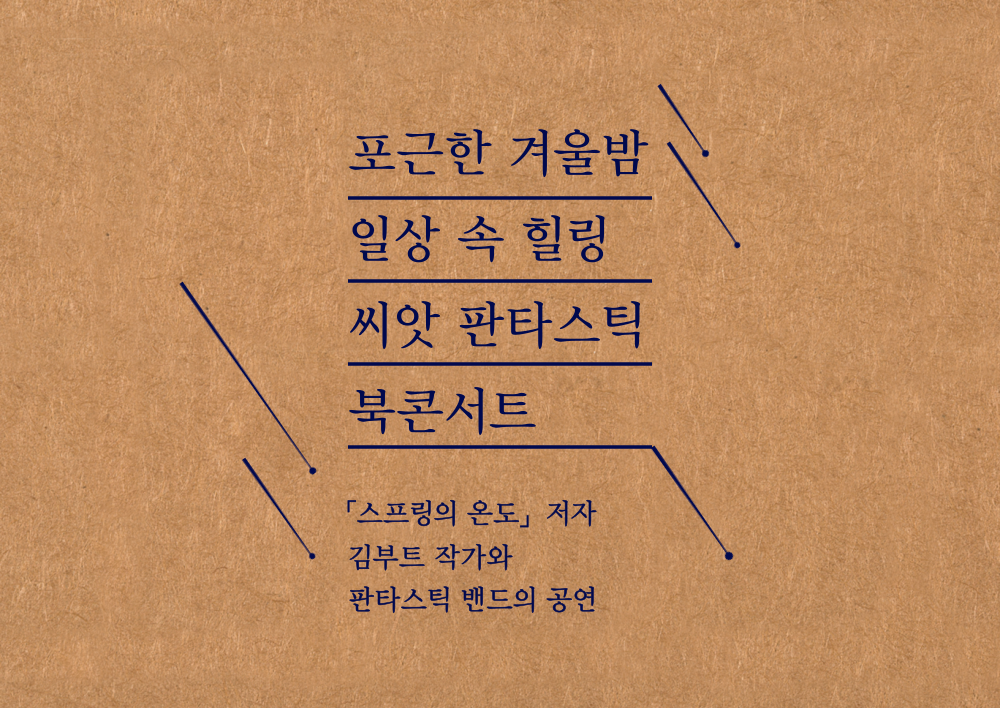 포근한 겨울밤
일상 속 힐링
씨앗 판타스틱
북콘서트
「스프링의 온도」 저자
김부트 작가와
판타스틱 밴드의 공연